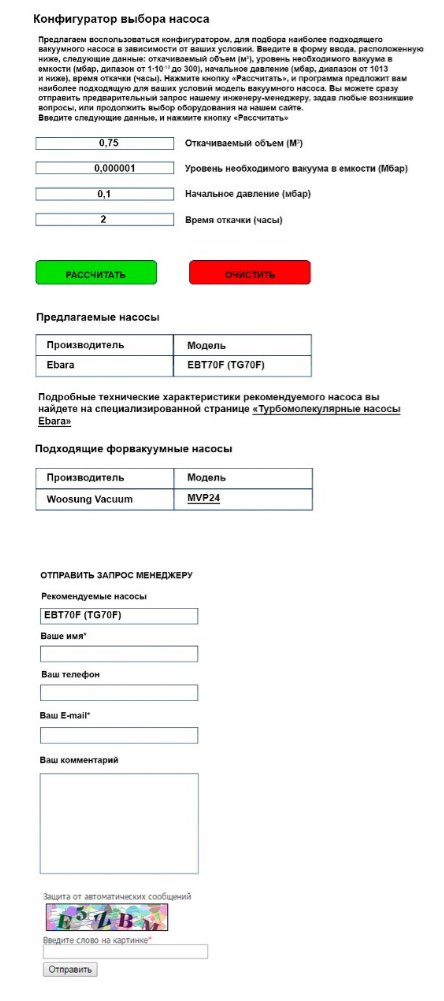 Конфигуратор выбора насоса
Предлагаем воспользоваться конфигуратором, для подбора наиболее подходящего
вакуумного насоса в зависимости от ваших условий. Введите в форму ввода, расположенную
ниже, следующие данные: откачиваемый объем (м³), уровень необходимого вакуума в
емкости (мбар, дипазон от 1·10⁻¹² до 300), начальное давление (мбар, диапазон от 1013
и ниже), время откачки (часы). Нажмите кнопку «Рассчитать», и программа предложит вам
наиболее подходящую для ваших условий модель вакуумного насоса. Вы можете сразу
отправить предварительный запрос нашему инженеру-менеджеру, задав любые возникшие
вопросы, или продолжить выбор оборудования на нашем сайте.
Введите следующие данные, и нажмите кнопку «Рассчитать»
0,75 Откачиваемый объем (М³)
0,000001 Уровень необходимого вакуума в емкости (Мбар)
0,1 Начальное давление (мбар)
2 Время откачки (часы)
РАССЧИТАТЬ ОЧИСТИТЬ
Предлагаемые насосы
Производитель Модель
Ebara EBT70F (TG70F)
Подробные технические характеристики рекомендуемого насоса вы
найдете на специализированной странице «Турбомолекулярные насосы
Ebara»
Подходящие форвакуумные насосы
Производитель Модель
Woosung Vacuum MVP24
ОТПРАВИТЬ ЗАПРОС МЕНЕДЖЕРУ
Рекомендуемые насосы
EBT70F (TG70F)
Ваше имя*
Ваш телефон
Ваш E-mail*
Ваш комментарий
Защита от автоматических сообщений
E5ZBM
Введите слово на картинке*
Отправить